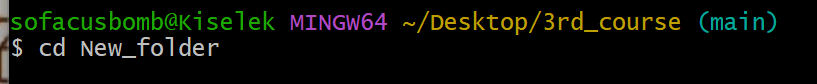 sofacusbomb@Kiselek MINGW64 ~/Desktop/3rd_course (main)
$ cd New_folder